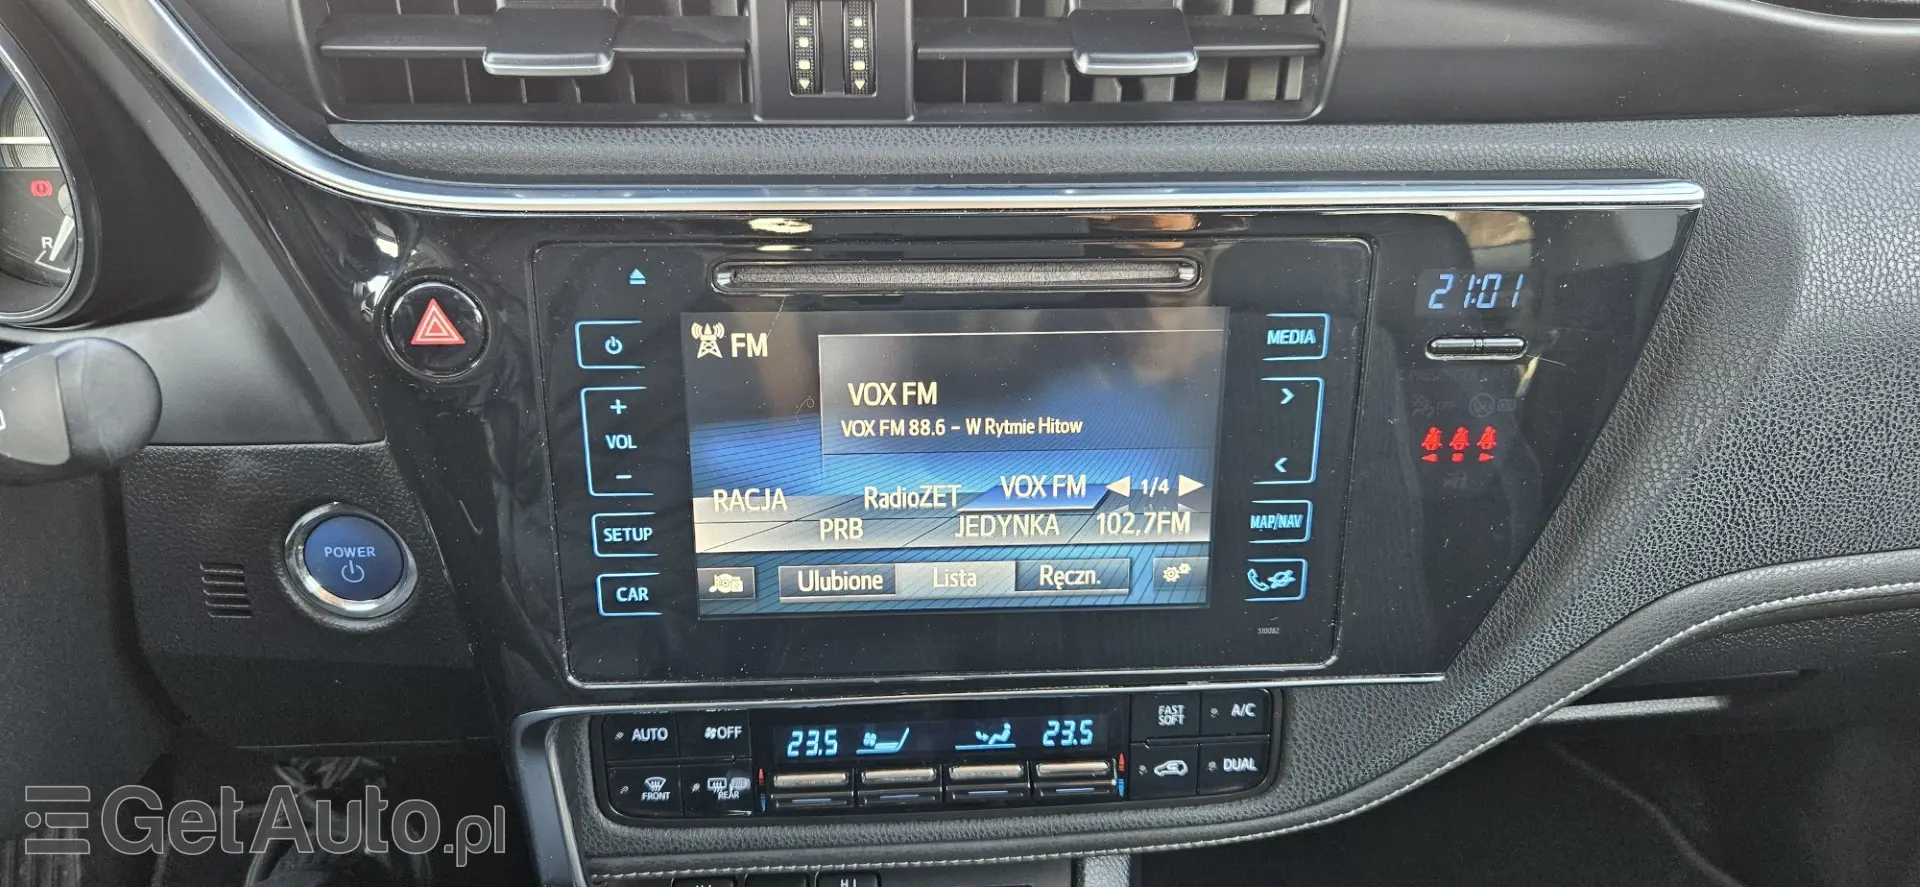 R
FM
VOX FM
VOX FM 88.6 – W Rytmie Hitow
RACJA RadioZET VOX FM 1/4
PRB JEDYNKA 102,7FM
Ulubione Lista Ręczn.
VOL
SETUP
CAR
MEDIA
MAP/NAV
510082
21:01
POWER
AUTO OFF 23.5 23.5 FAST SOFT A/C
FRONT REAR DUAL
GetAuto.pl